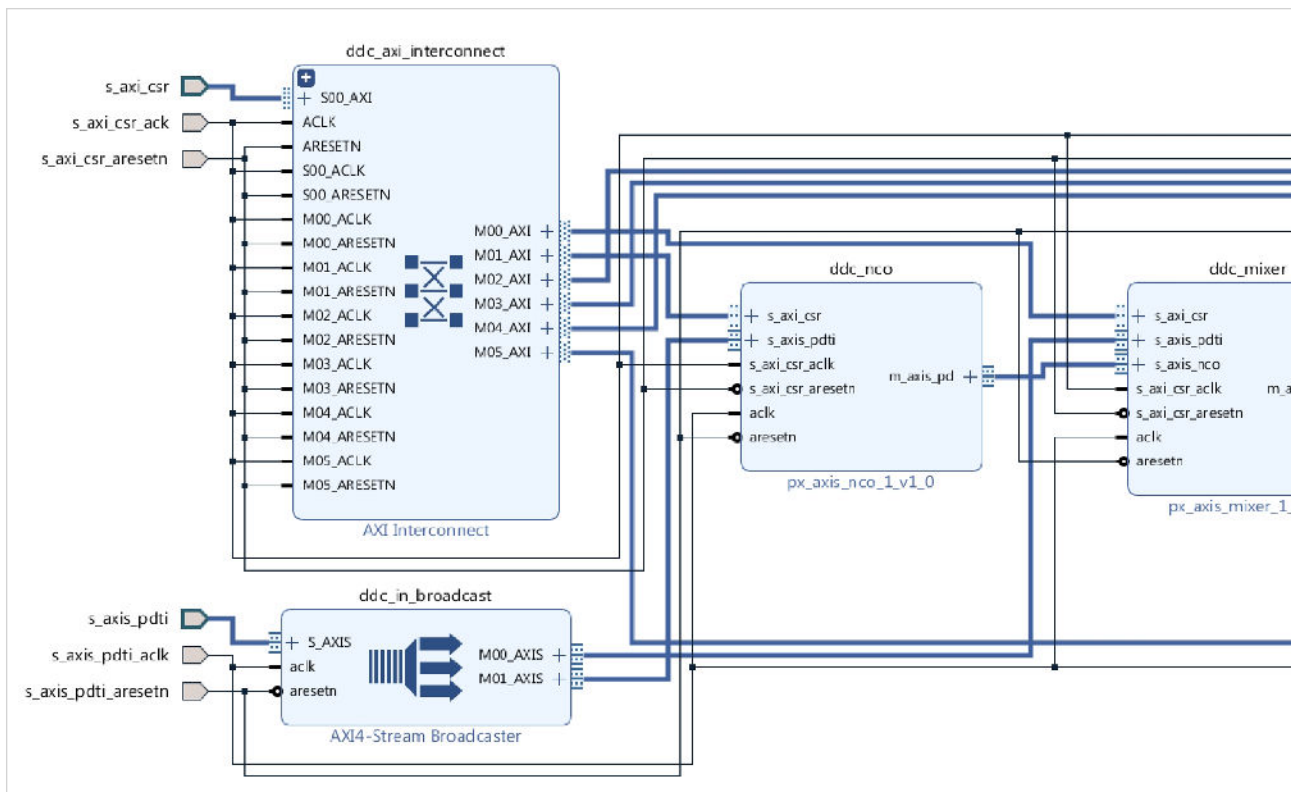 ddc_axi_interconnect
s_axi_csr
s_axi_csr_ack
s_axi_csr_aresetn
S00_AXI
ACLK
ARESETN
S00_ACLK
S00_ARESETN
M00_ACLK
M00_ARESETN
M01_ACLK
M01_ARESETN
M02_ACLK
M02_ARESETN
M03_ACLK
M03_ARESETN
M04_ACLK
M04_ARESETN
M05_ACLK
M05_ARESETN
M00_AXI
M01_AXI
M02_AXI
M03_AXI
M04_AXI
M05_AXI
AXI Interconnect
ddc_nco
s_axi_csr
s_axis_pdti
s_axi_csr_aclk
s_axi_csr_aresetn
aclk
aresetn
m_axis_pd
px_axis_nco_1_v1_0
ddc_mixer
s_axi_csr
s_axis_pdti
s_axis_nco
s_axi_csr_aclk
s_axi_csr_aresetn
aclk
aresetn
px_axis_mixer_1_
ddc_in_broadcast
s_axis_pdti
s_axis_pdti_aclk
s_axis_pdti_aresetn
S_AXIS
aclk
aresetn
M00_AXIS
M01_AXIS
AXI4-Stream Broadcaster